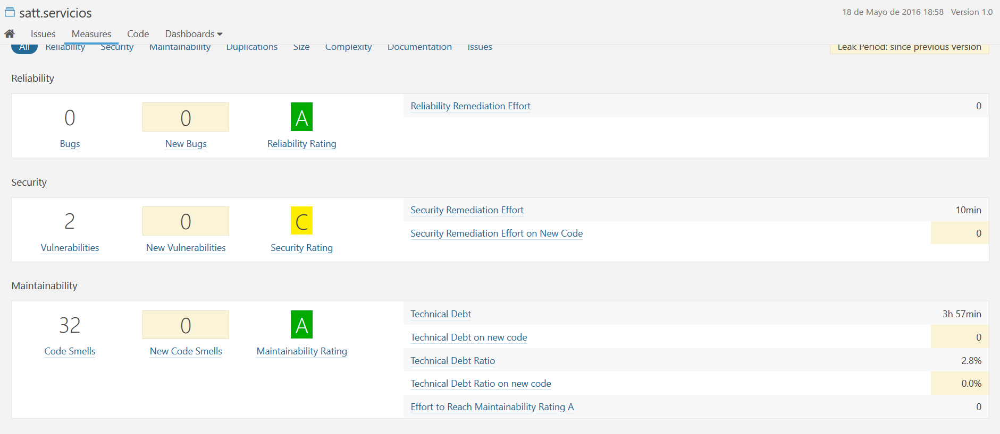 satt.servicios
18 de Mayo de 2016 18:58 Version 1.0
Issues Measures Code Dashboards
All Reliability Security Maintainability Duplications Size Complexity Documentation Issues Leak Period: since previous version
Reliability
0 0 A
Bugs New Bugs Reliability Rating
Reliability Remediation Effort 0
Security
2 0 C
Vulnerabilities New Vulnerabilities Security Rating
Security Remediation Effort 10min
Security Remediation Effort on New Code 0
Maintainability
32 0 A
Code Smells New Code Smells Maintainability Rating
Technical Debt 3h 57min
Technical Debt on new code 0
Technical Debt Ratio 2.8%
Technical Debt Ratio on new code 0.0%
Effort to Reach Maintainability Rating A 0